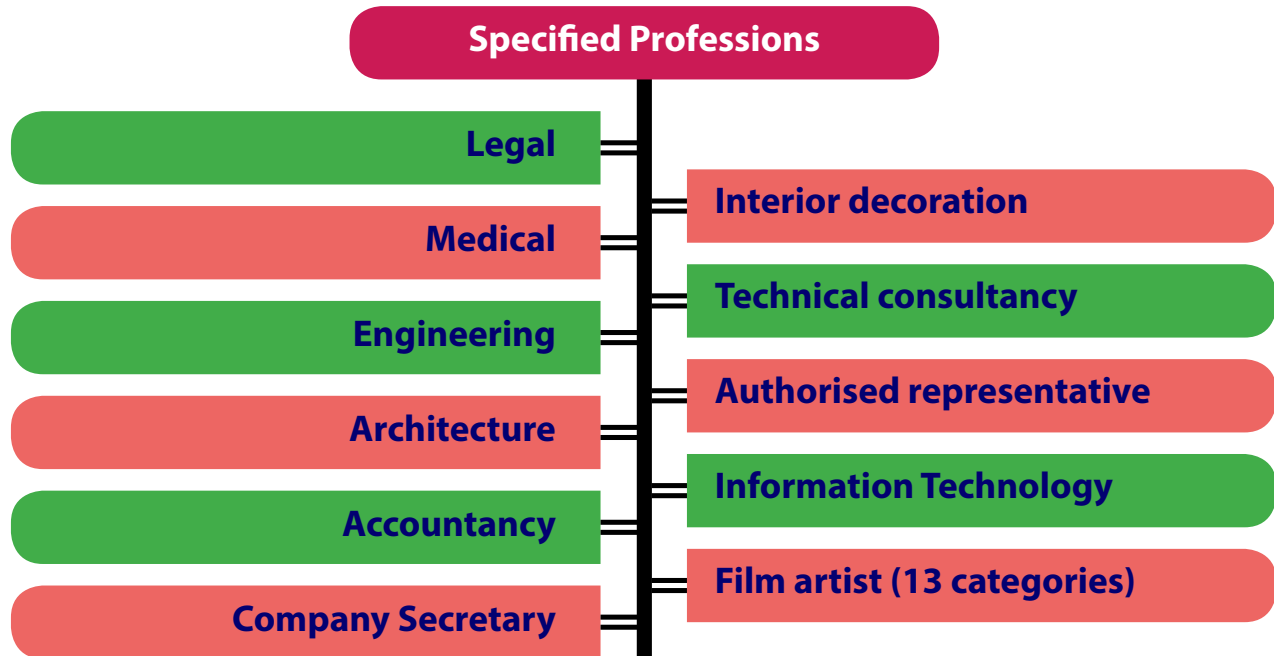 Specified Professions
Legal
Interior decoration
Medical
Technical consultancy
Engineering
Authorised representative
Architecture
Information Technology
Accountancy
Film artist (13 categories)
Company Secretary